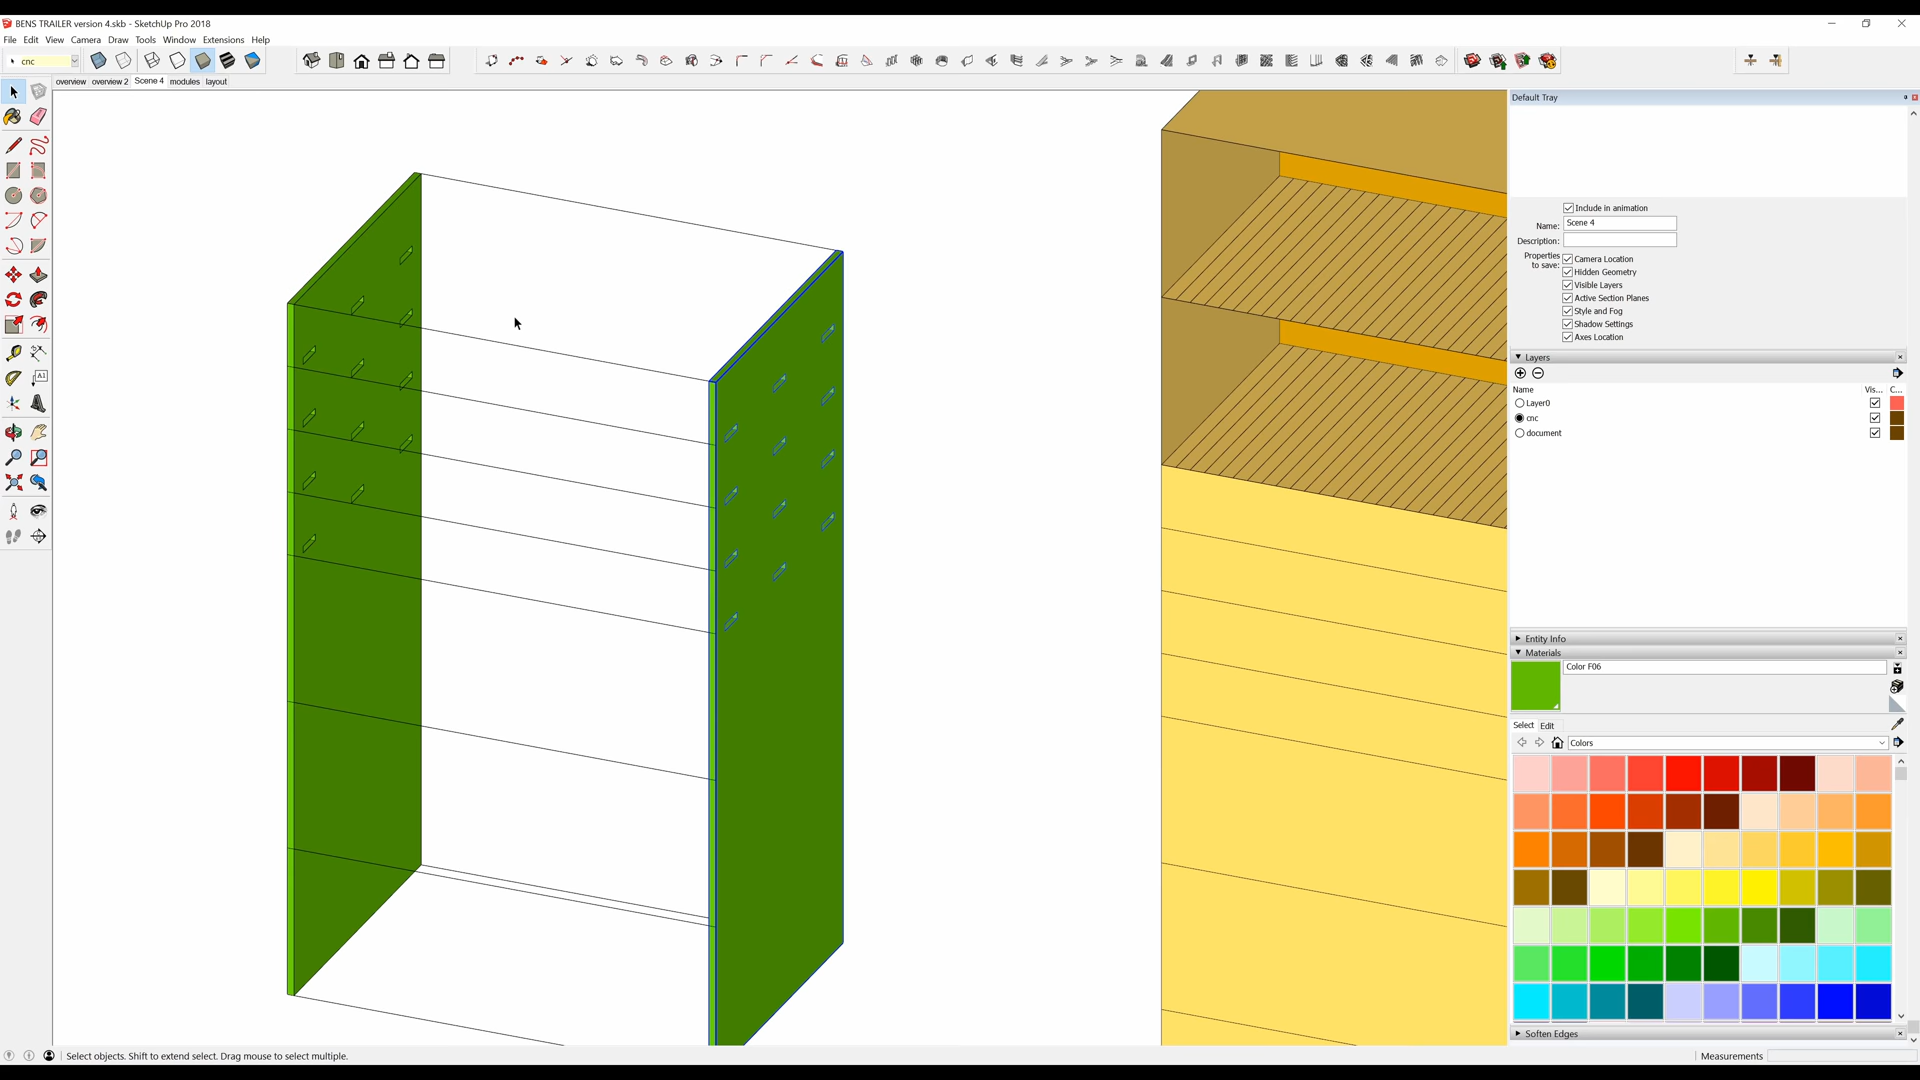 BENS TRAILER version 4.skb - SketchUp Pro 2018
File Edit View Camera Draw Tools Window Extensions Help
cnc
overview overview 2 Scene 4 modules layout
Default Tray
Include in animation
Name: Scene 4
Description:
Properties to save:
Camera Location
Hidden Geometry
Visible Layers
Active Section Planes
Style and Fog
Shadow Settings
Axes Location
Layers
Name Vis... C...
Layer0
cnc
document
Entity Info
Materials
Color F06
Select Edit
Colors
Soften Edges
Select objects. Shift to extend select. Drag mouse to select multiple.
Measurements